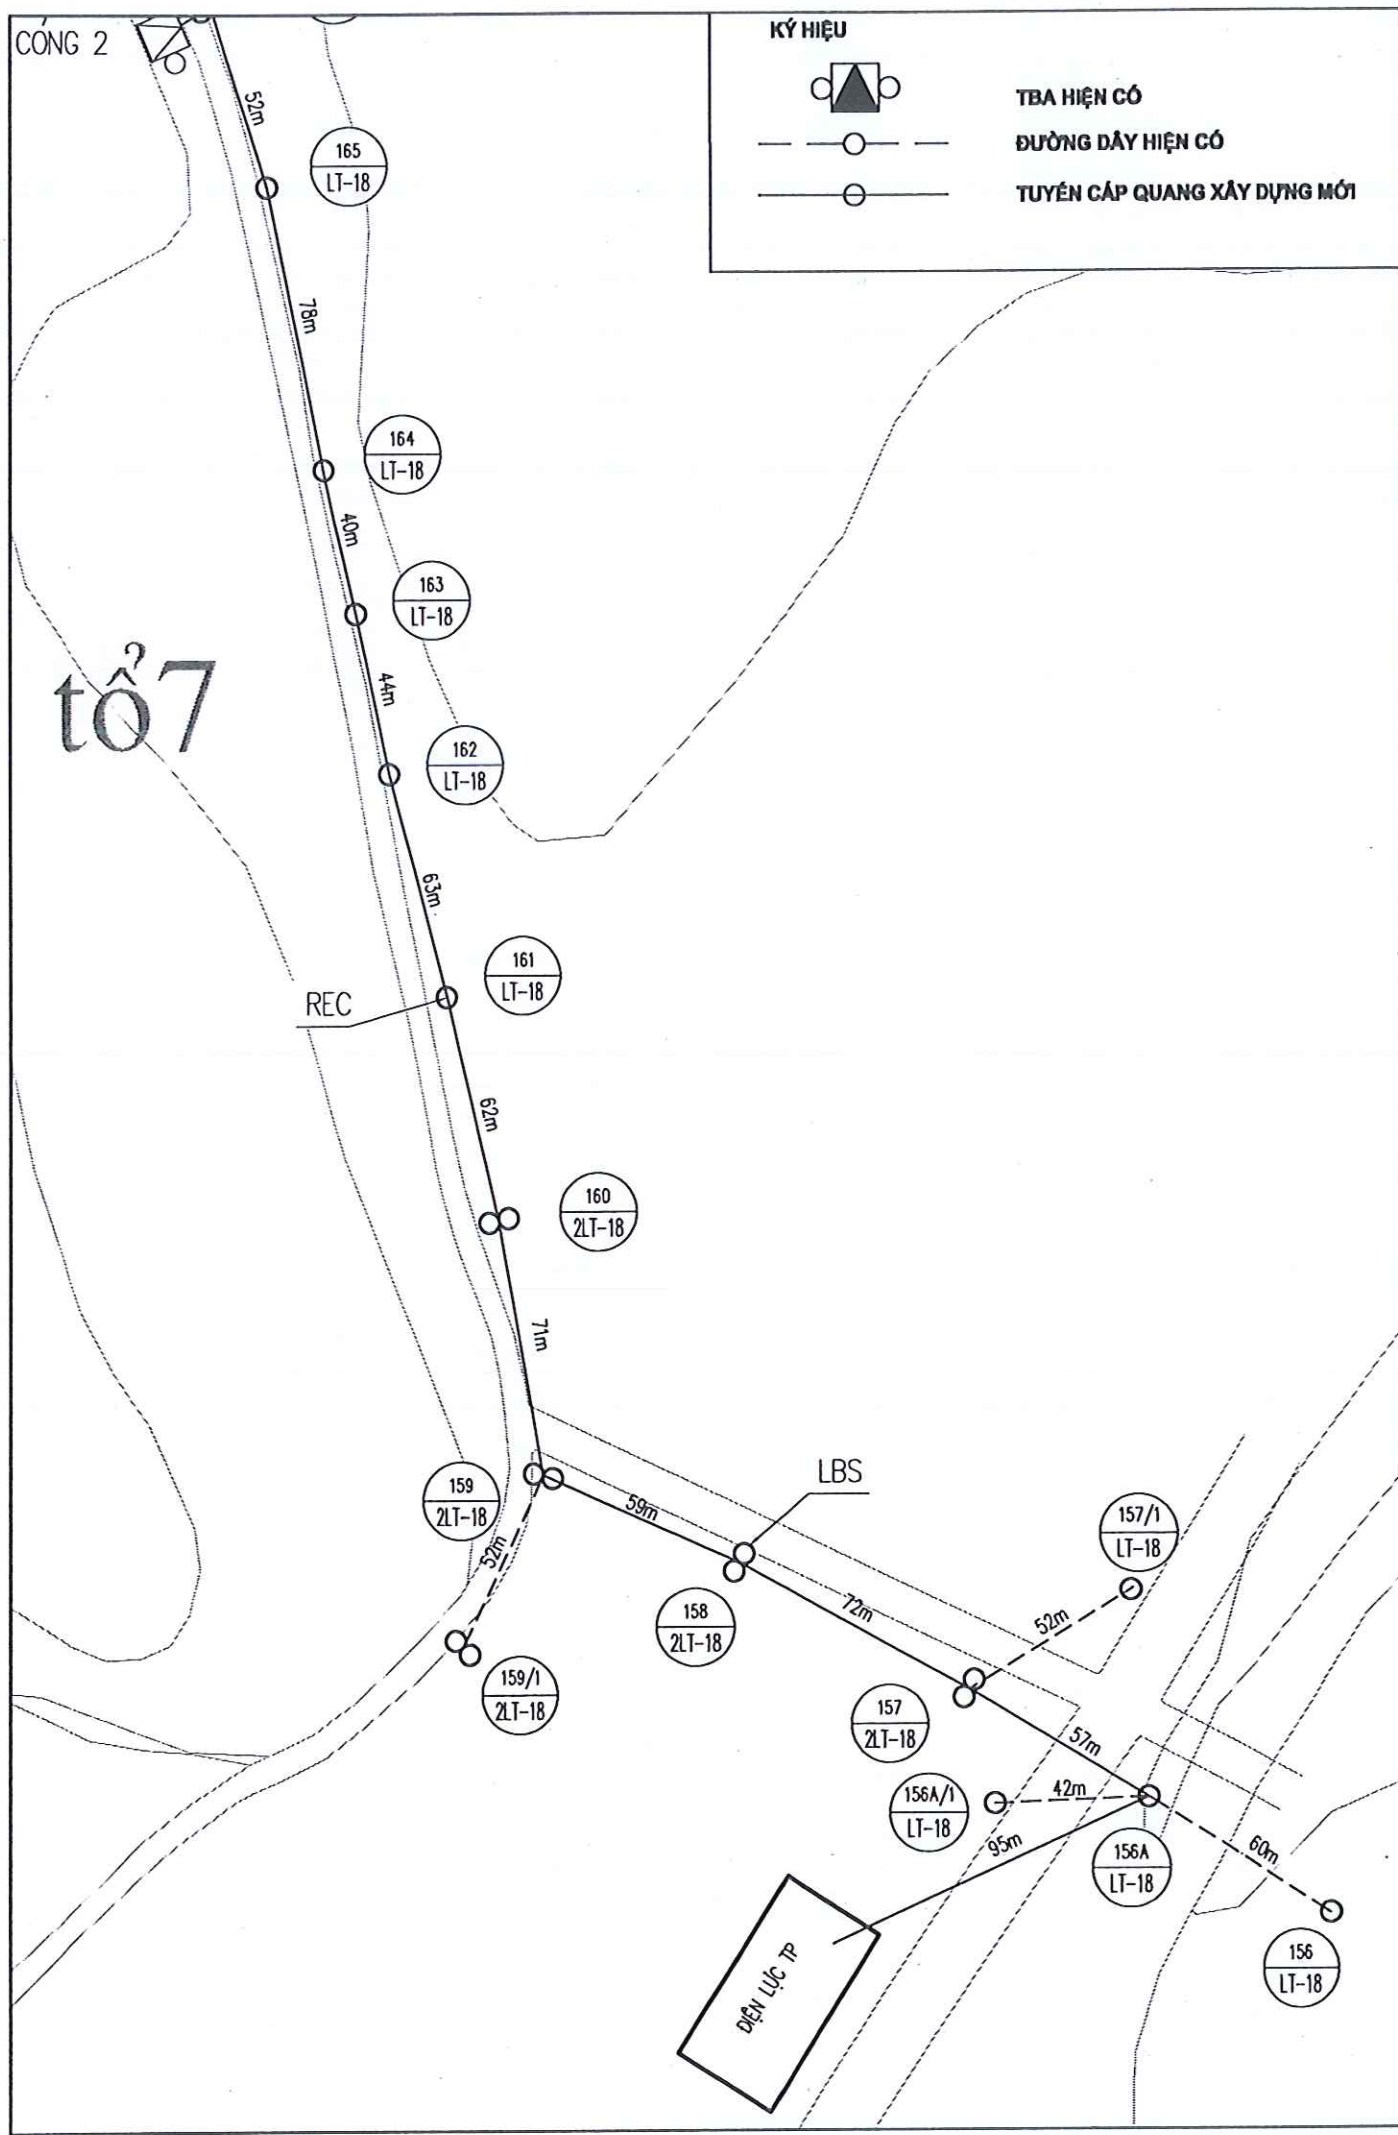 CÔNG 2
KÝ HIỆU
TBA HIỆN CÓ
ĐƯỜNG DÂY HIỆN CÓ
TUYẾN CÁP QUANG XÂY DỰNG MỚI
52m
165
LT-18
78m
164
LT-18
40m
163
LT-18
tổ 7
44m
162
LT-18
63m
161
LT-18
REC
62m
160
2LT-18
71m
159
2LT-18
59m
LBS
52m
158
2LT-18
72m
157/1
LT-18
52m
159/1
2LT-18
157
2LT-18
57m
156A/1
LT-18
42m
95m
156A
LT-18
60m
156
LT-18
ĐIỆN LỰC TP